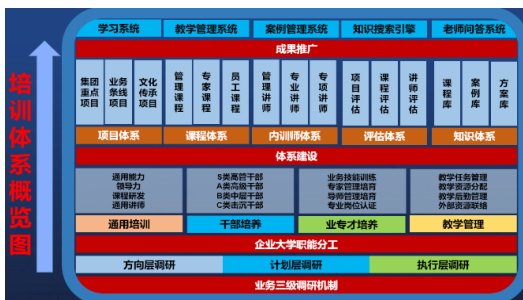 培训体系概览图
学习系统 教学管理系统 案例管理系统 知识搜索引擎 老师问答系统
成果推广
集团重点项目 业务条线项目 文化传承项目 管理课程 专家课程 员工课程 管理讲师 专业讲师 专项讲师 项目评估 课程评估 讲师评估 课程库 案例库 方案库
项目体系 课程体系 内训师体系 评估体系 知识体系
体系建设
通用能力 S类高管干部 业务技能训练 教学任务管理
领导力 A类高级干部 专家管理培育 教学资源分配
课程研发 B类中层干部 导师管理培育 教学后勤管理
通用讲师 C类基沉干部 专业岗位认证 外部资源联络
通用培训 干部培养 业专才培养 教学管理
企业大学职能分工
方向层调研 计划层调研 执行层调研
业务三级调研机制